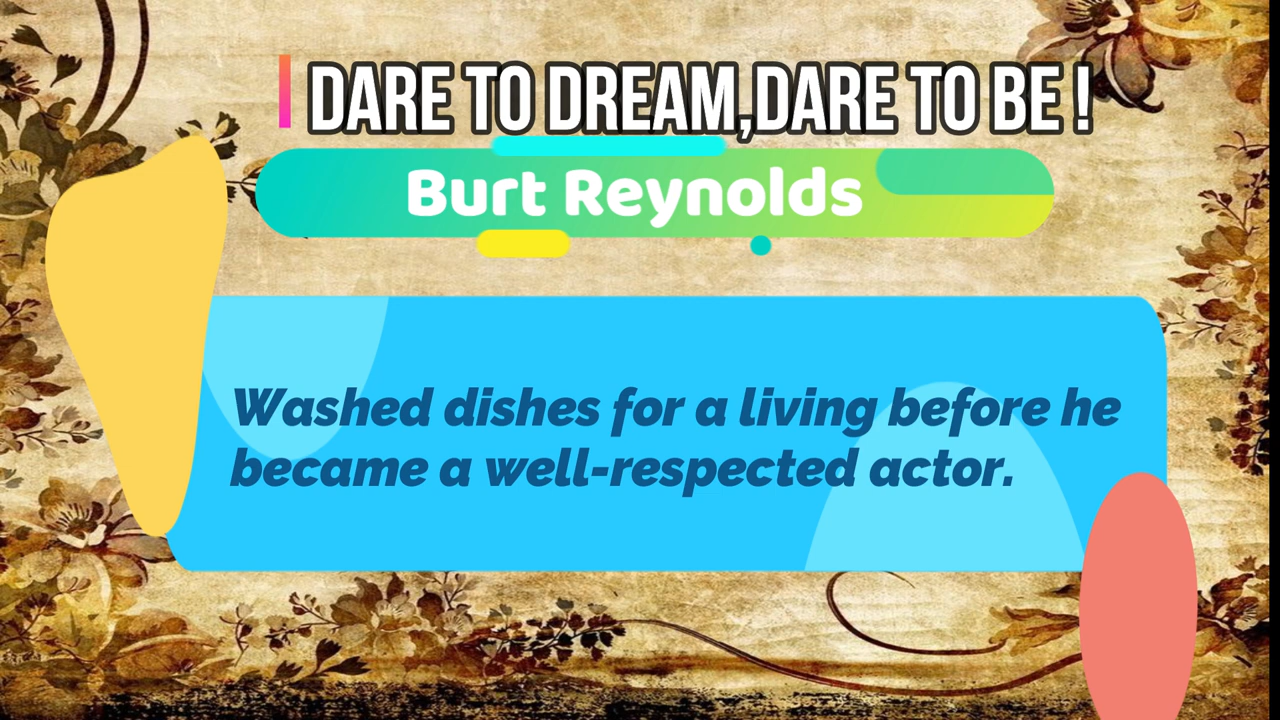 DARE TO DREAM,DARE TO BE !
Burt Reynolds
Washed dishes for a living before he
became a well-respected actor.